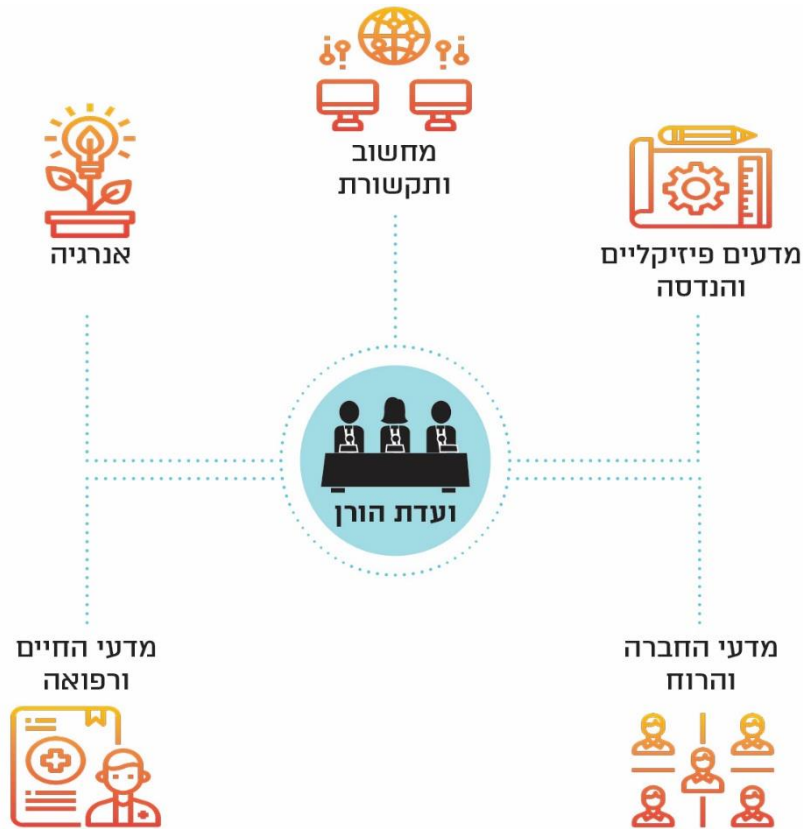 מחשוב
ותקשורת
מדעים פיזיקליים
והנדסה
אנרגיה
ועדת הורן
מדעי החברה
והרוח
מדעי החיים
ורפואה